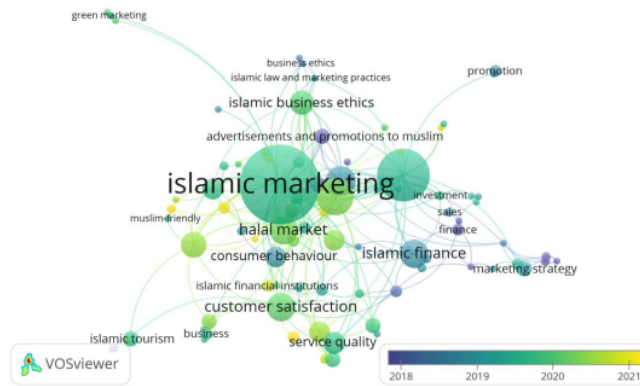 green marketing
business ethics
promotion
islamic law and marketing practices
islamic business ethics
advertisements and promotions to muslim
islamic marketing
investment
muslim-friendly
sales
halal market
finance
consumer behaviour
islamic finance
marketing strategy
islamic financial institutions
customer satisfaction
islamic tourism
business
service quality
VOSviewer
2018 2019 2020 2021